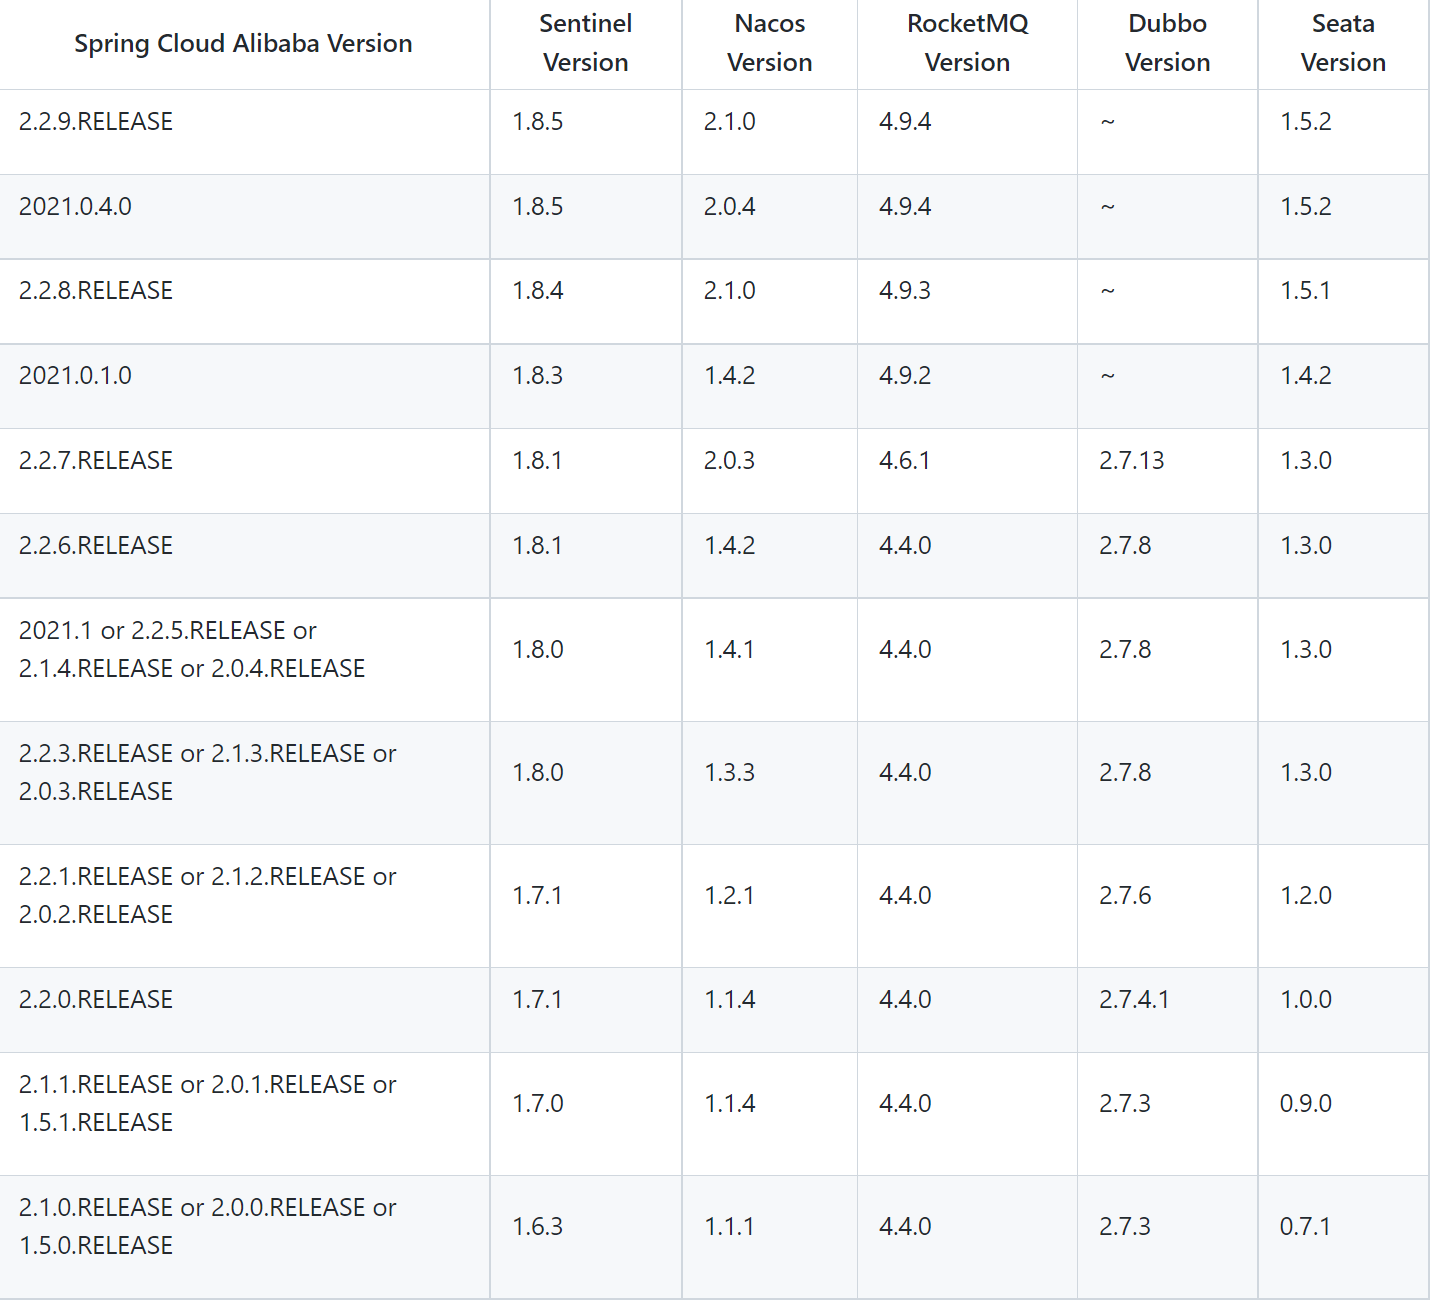 Spring Cloud Alibaba Version
Sentinel
Version
Nacos
Version
RocketMQ
Version
Dubbo
Version
Seata
Version
2.2.9.RELEASE 1.8.5 2.1.0 4.9.4 ~ 1.5.2
2021.0.4.0 1.8.5 2.0.4 4.9.4 ~ 1.5.2
2.2.8.RELEASE 1.8.4 2.1.0 4.9.3 ~ 1.5.1
2021.0.1.0 1.8.3 1.4.2 4.9.2 ~ 1.4.2
2.2.7.RELEASE 1.8.1 2.0.3 4.6.1 2.7.13 1.3.0
2.2.6.RELEASE 1.8.1 1.4.2 4.4.0 2.7.8 1.3.0
2021.1 or 2.2.5.RELEASE or
2.1.4.RELEASE or 2.0.4.RELEASE
1.8.0 1.4.1 4.4.0 2.7.8 1.3.0
2.2.3.RELEASE or 2.1.3.RELEASE or
2.0.3.RELEASE
1.8.0 1.3.3 4.4.0 2.7.8 1.3.0
2.2.1.RELEASE or 2.1.2.RELEASE or
2.0.2.RELEASE
1.7.1 1.2.1 4.4.0 2.7.6 1.2.0
2.2.0.RELEASE 1.7.1 1.1.4 4.4.0 2.7.4.1 1.0.0
2.1.1.RELEASE or 2.0.1.RELEASE or
1.5.1.RELEASE
1.7.0 1.1.4 4.4.0 2.7.3 0.9.0
2.1.0.RELEASE or 2.0.0.RELEASE or
1.5.0.RELEASE
1.6.3 1.1.1 4.4.0 2.7.3 0.7.1